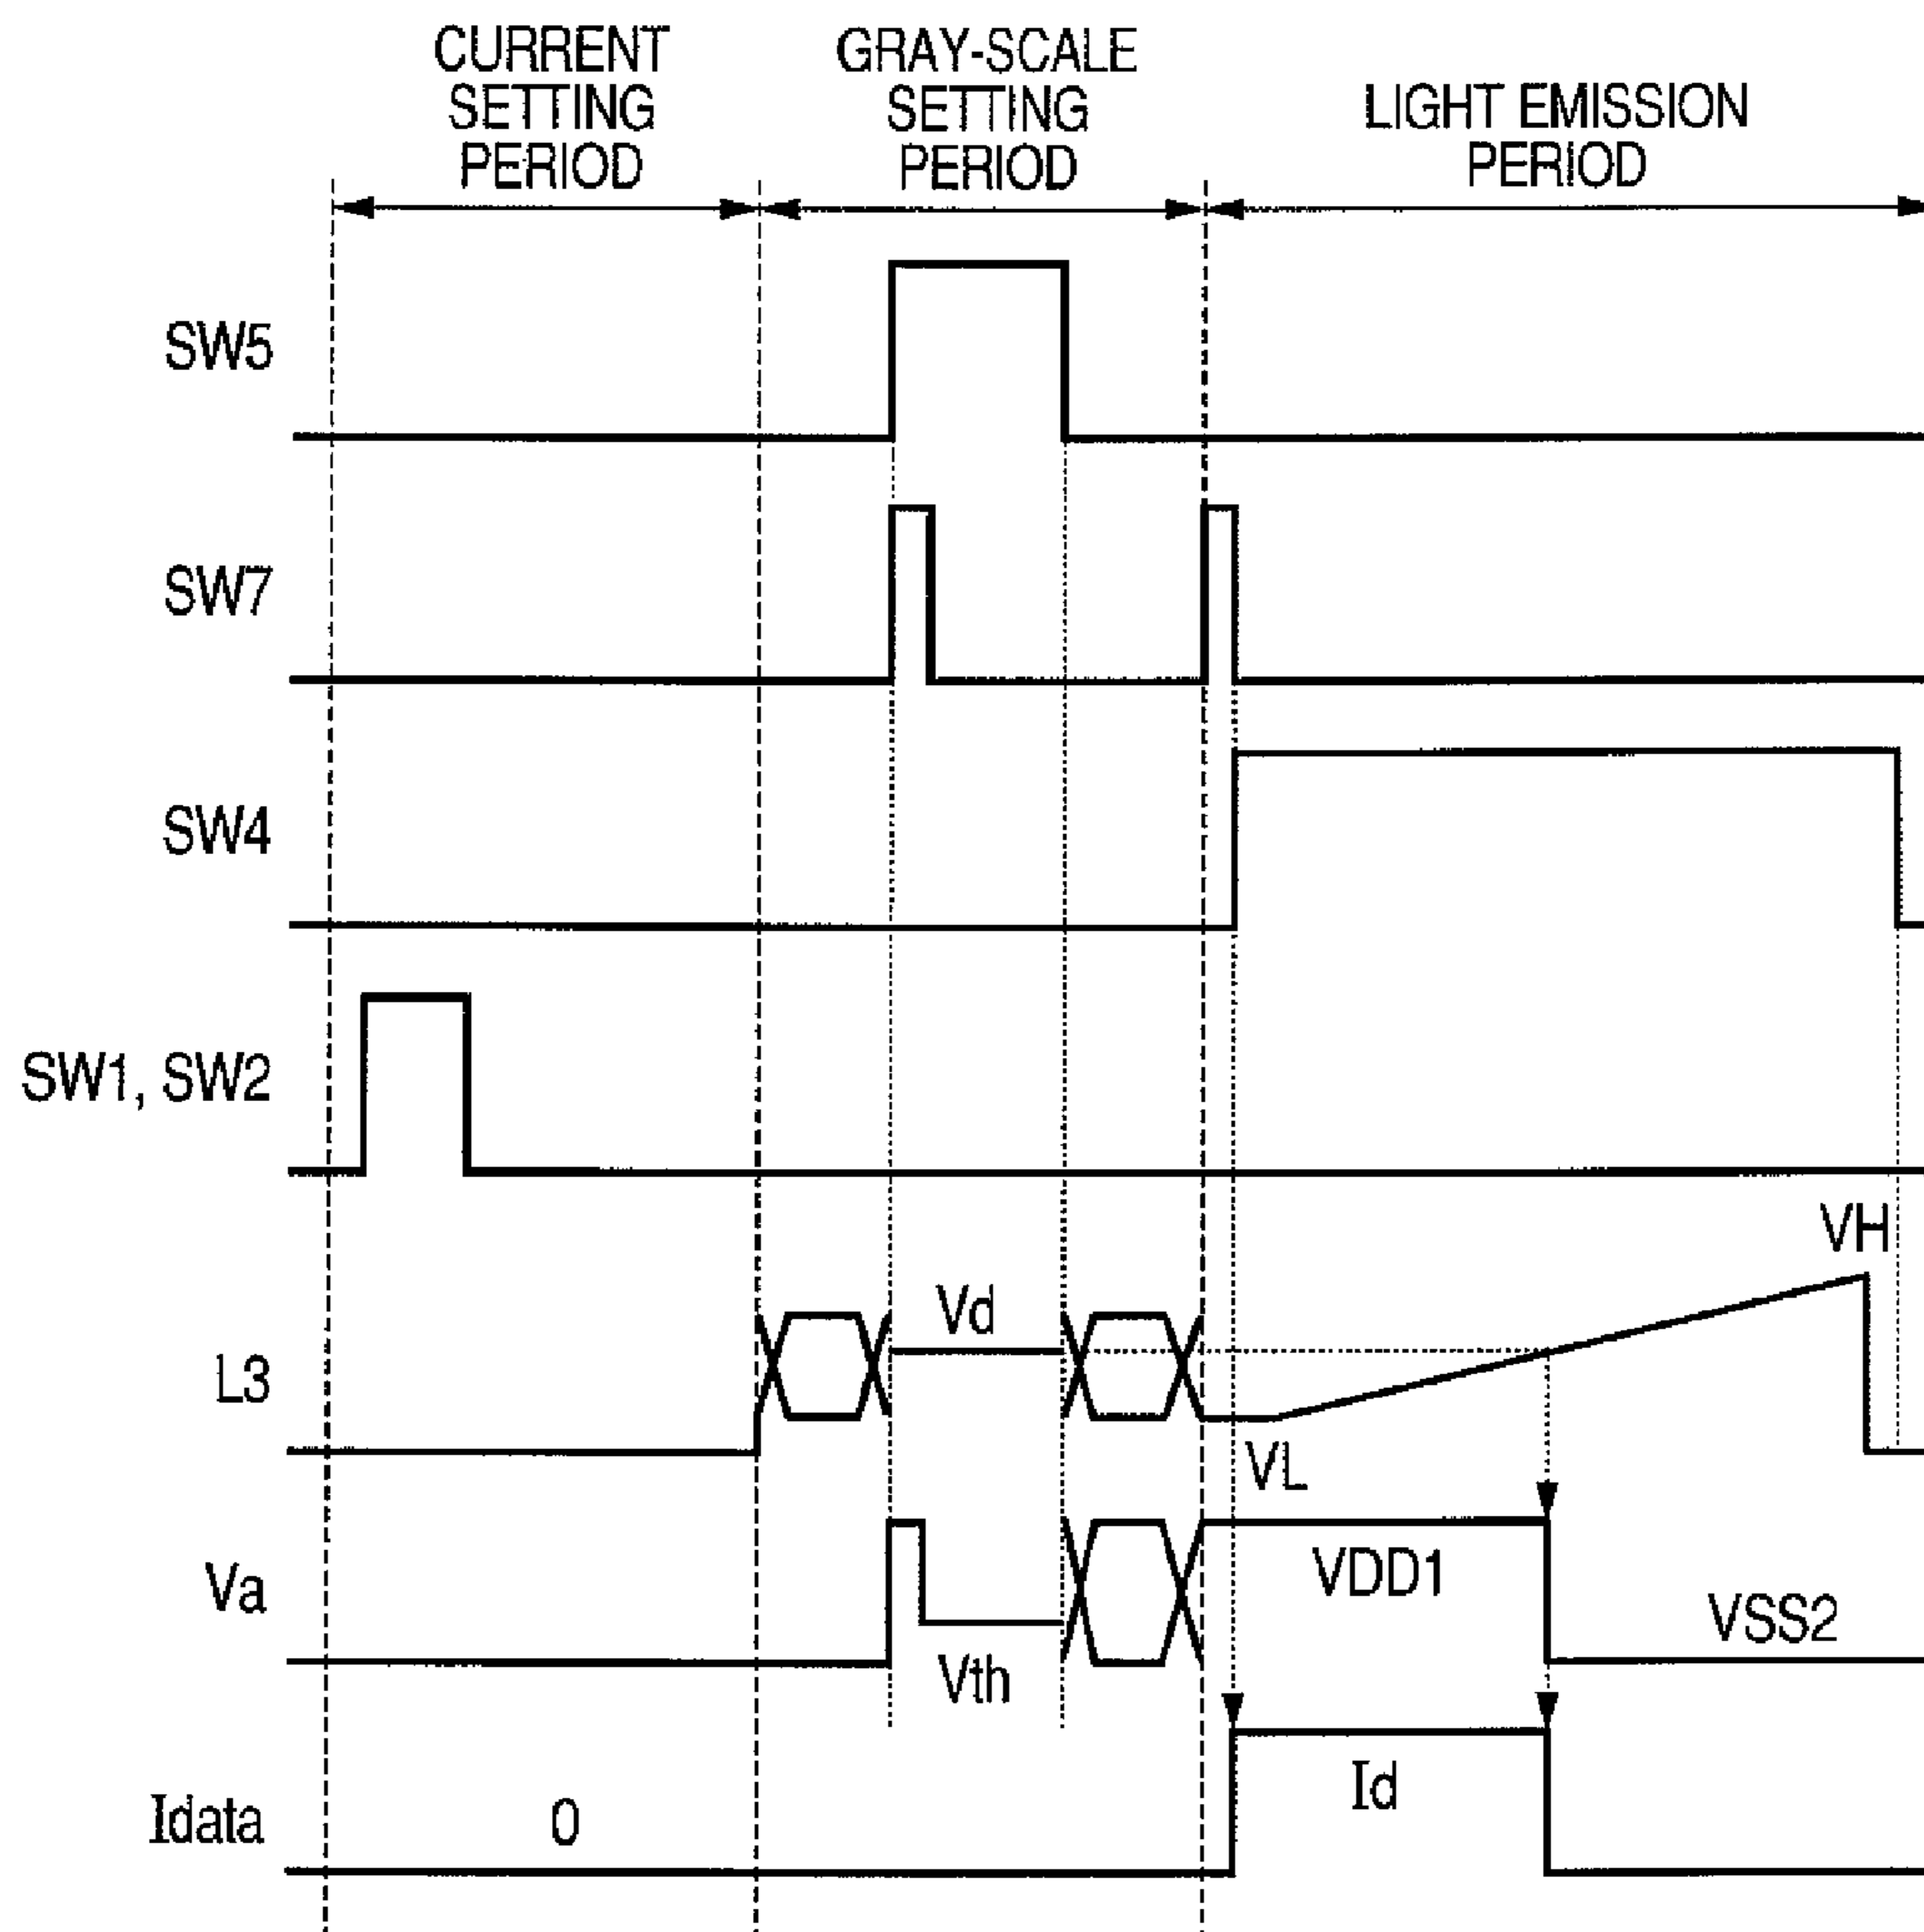 CURRENT
SETTING
PERIOD
GRAY-SCALE
SETTING
PERIOD
LIGHT EMISSION
PERIOD
SW5
SW7
SW4
SW1, SW2
VH
Vd
L3
VL
Va
VDD1
VSS2
Vth
Id
Idata
0